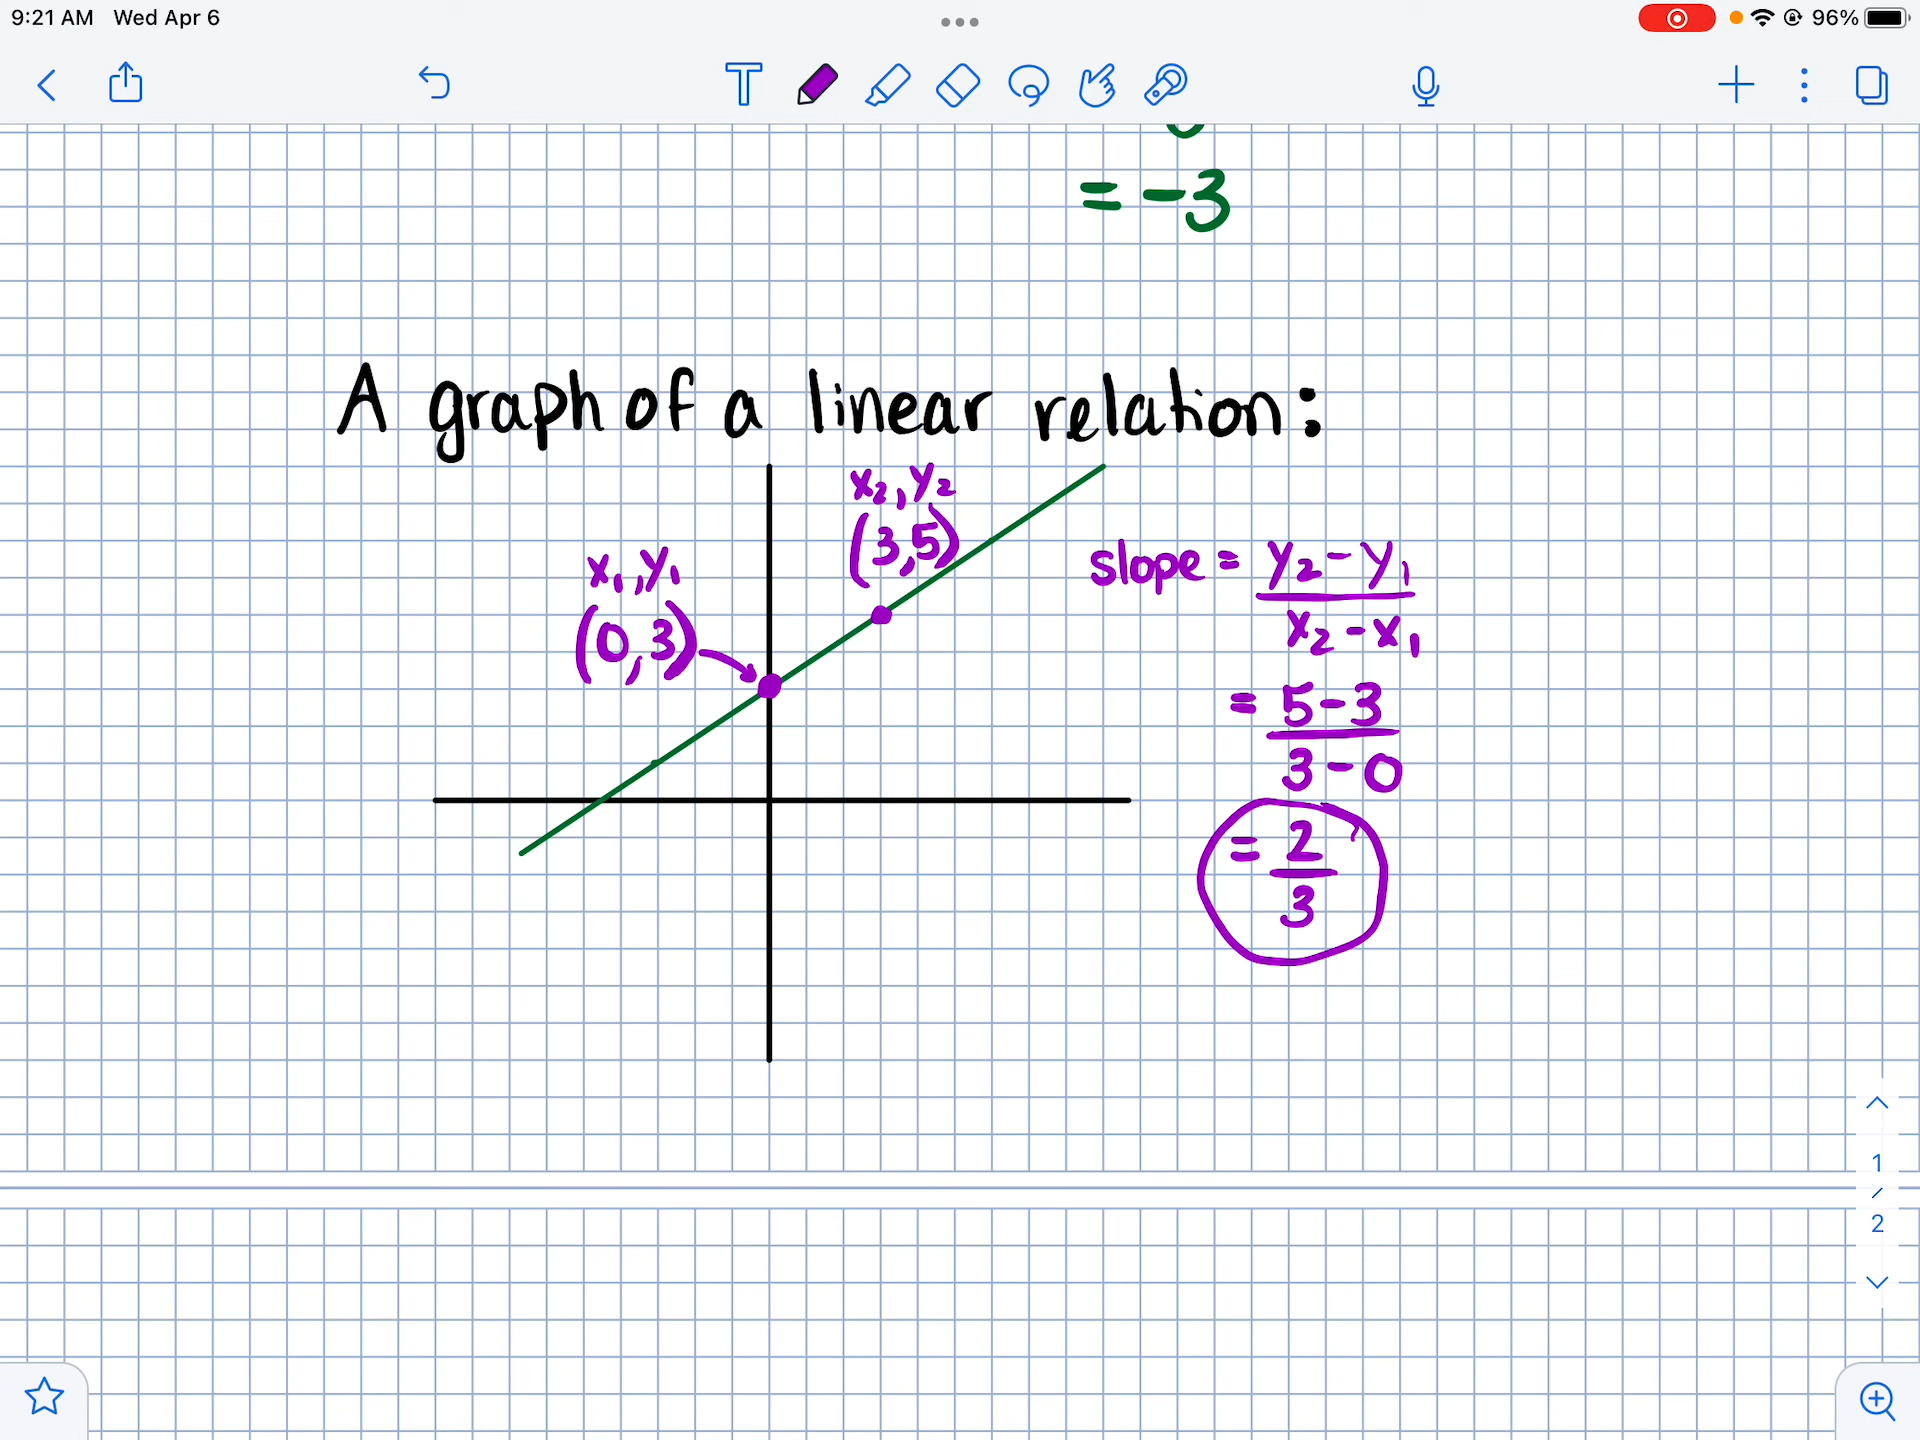 9:21 AM Wed Apr 6
96%
T
= -3
A graph of a linear relation:
x₂, y₂
(3,5)
x₁, y₁
(0,3)
slope = y₂ - y₁
x₂ - x₁
= 5 - 3
3 - 0
= 2
3
1
/
2